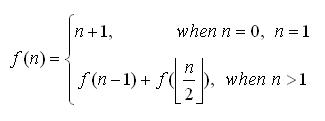 n+1, when n = 0, n = 1
f(n) =
f(n−1) + f(⌊n/2⌋), when n >1